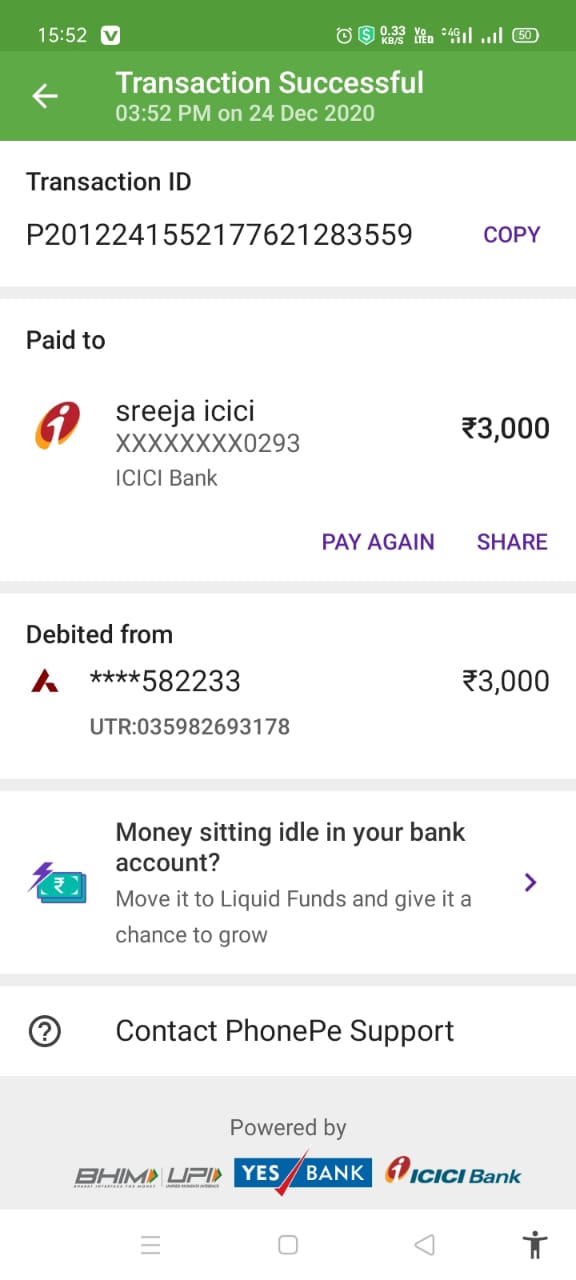 15:52
0.33 KB/S
Vo LTED
4G
50
Transaction Successful
03:52 PM on 24 Dec 2020
Transaction ID
P2012241552177621283559
COPY
Paid to
sreeja icici
₹3,000
XXXXXXXX0293
ICICI Bank
PAY AGAIN
SHARE
Debited from
****582233
₹3,000
UTR:035982693178
Money sitting idle in your bank
account?
Move it to Liquid Funds and give it a
chance to grow
Contact PhonePe Support
Powered by
BHIM UPI YES BANK ICICI Bank